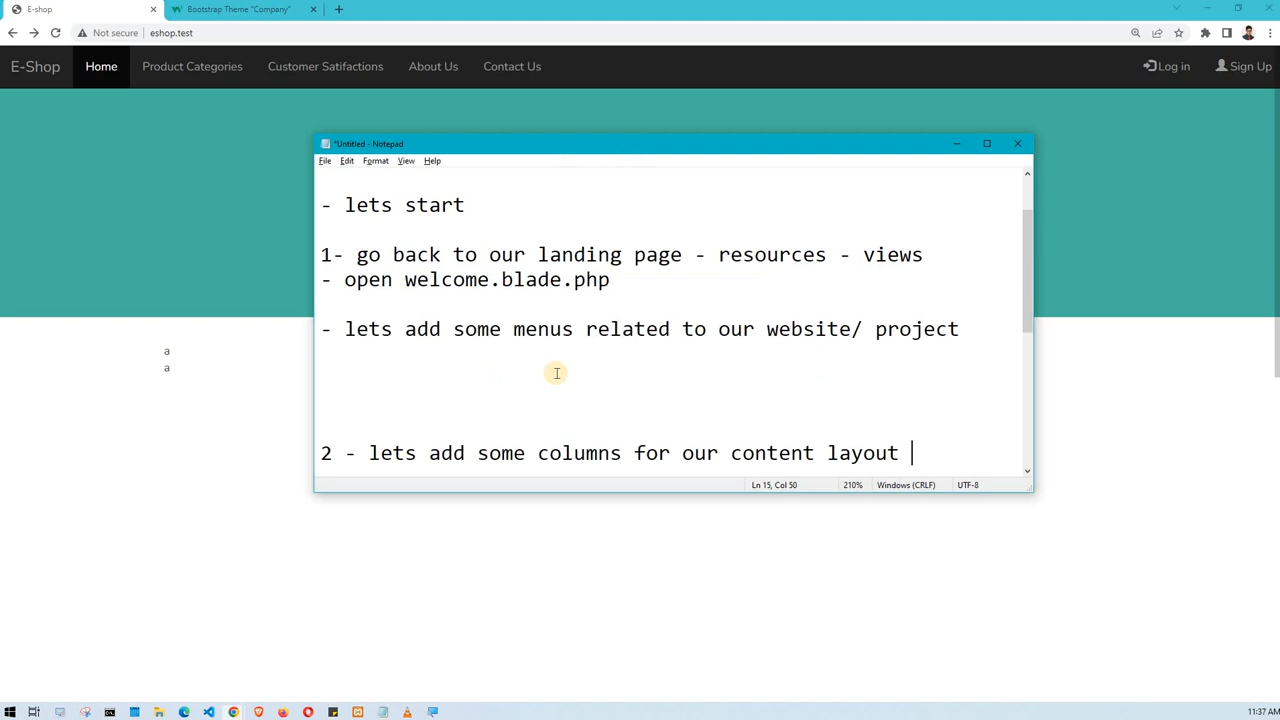 E-shop
Bootstrap Theme "Company"
Not secure
eshop.test
E-Shop
Home
Product Categories
Customer Satifactions
About Us
Contact Us
Log in
Sign Up
*Untitled - Notepad
File Edit Format View Help
- lets start
1- go back to our landing page - resources - views
- open welcome.blade.php
- lets add some menus related to our website/ project
a
a
2 - lets add some columns for our content layout
Ln 15, Col 50
210%
Windows (CRLF)
UTF-8
11:37 AM